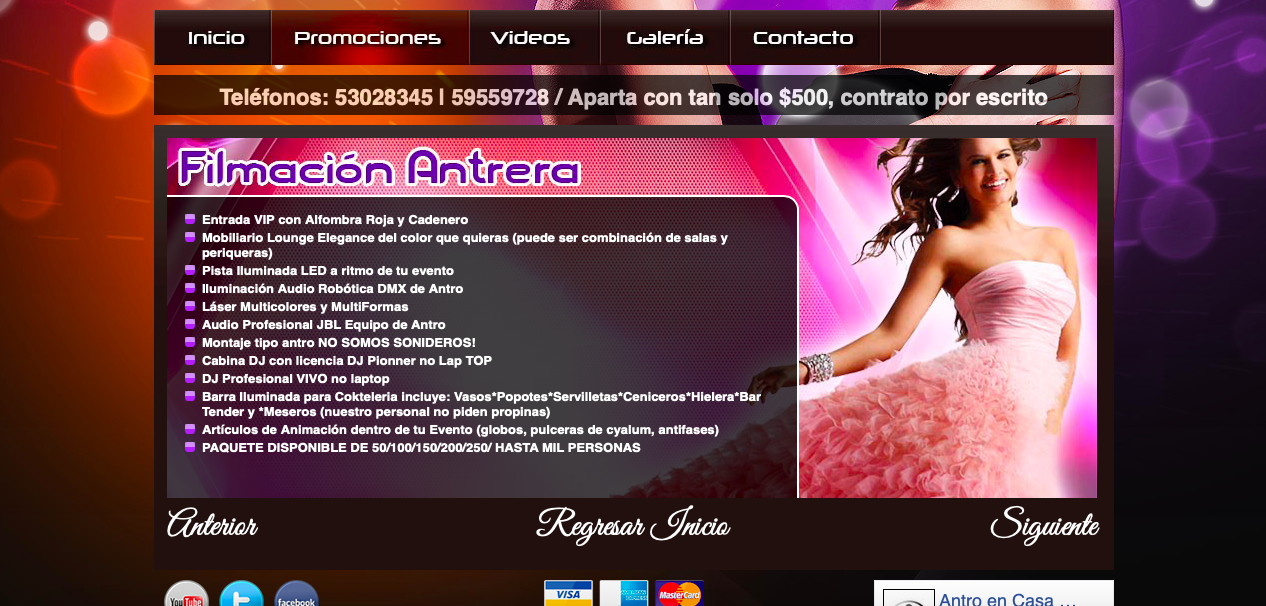 Inicio
Promociones
Videos
Galería
Contacto
Teléfonos: 53028345 | 59559728 / Aparta con tan solo $500, contrato por escrito
Filmación Antrera
Entrada VIP con Alfombra Roja y Cadenero
Mobiliario Lounge Elegance del color que quieras (puede ser combinación de salas y
periqueras)
Pista Iluminada LED a ritmo de tu evento
Iluminación Audio Robótica DMX de Antro
Láser Multicolores y MultiFormas
Audio Profesional JBL Equipo de Antro
Montaje tipo antro NO SOMOS SONIDEROS!
Cabina DJ con licencia DJ Pionner no Lap TOP
DJ Profesional VIVO no laptop
Barra Iluminada para Cokteleria incluye: Vasos*Popotes*Servilletas*Ceniceros*Hielera*Bar
Tender y *Meseros (nuestro personal no piden propinas)
Artículos de Animación dentro de tu Evento (globos, pulceras de cyalum, antifases)
PAQUETE DISPONIBLE DE 50/100/150/200/250/ HASTA MIL PERSONAS
Anterior
Regresar Inicio
Siguiente
YouTube
facebook
VISA
AMERICAN EXPRESS
MasterCard
Antro en Casa ...